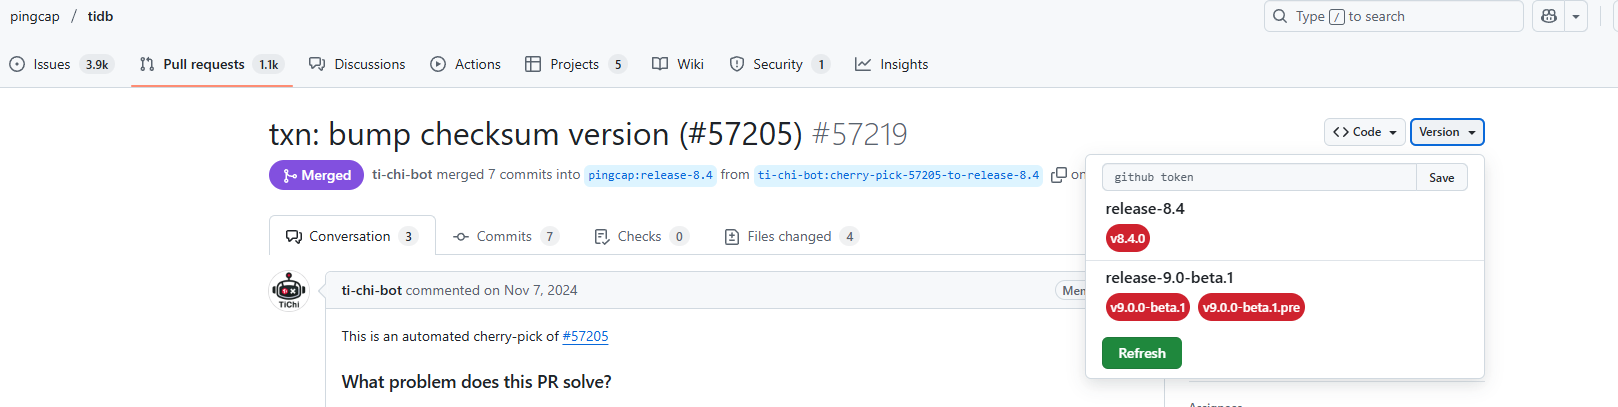 pingcap / tidb
Type / to search
Issues 3.9k Pull requests 1.1k Discussions Actions Projects 5 Wiki Security 1 Insights
txn: bump checksum version (#57205) #57219
Code Version
Merged ti-chi-bot merged 7 commits into pingcap:release-8.4 from ti-chi-bot:cherry-pick-57205-to-release-8.4 on
github token Save
release-8.4
v8.4.0
release-9.0-beta.1
v9.0.0-beta.1 v9.0.0-beta.1.pre
Refresh
Conversation 3 Commits 7 Checks 0 Files changed 4
TiChi
ti-chi-bot commented on Nov 7, 2024
This is an automated cherry-pick of #57205
What problem does this PR solve?